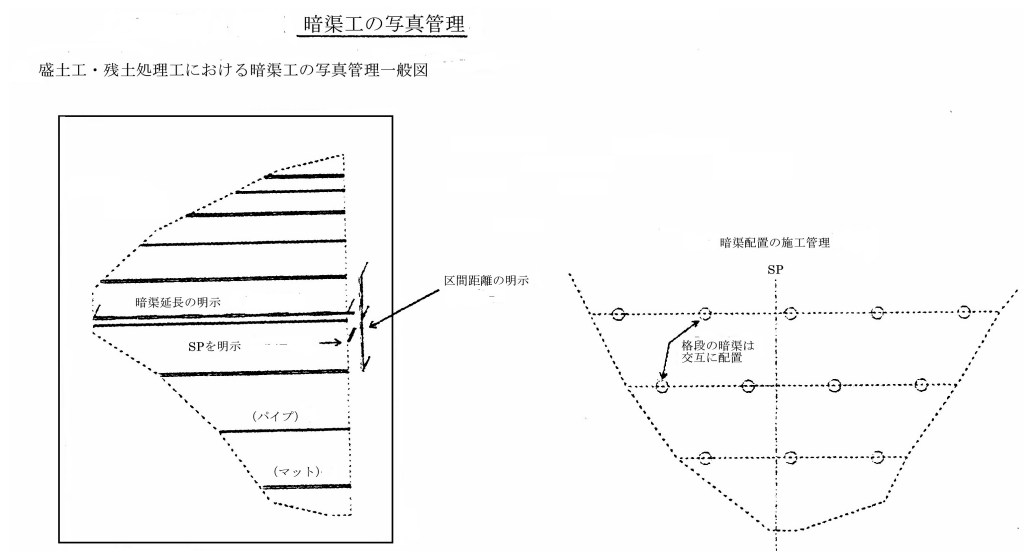 暗渠工の写真管理
盛土工・残土処理工における暗渠工の写真管理一般図
暗渠延長の明示
SPを明示
(パイプ)
(マット)
区間距離の明示
暗渠配置の施工管理
SP
格段の暗渠は
交互に配置